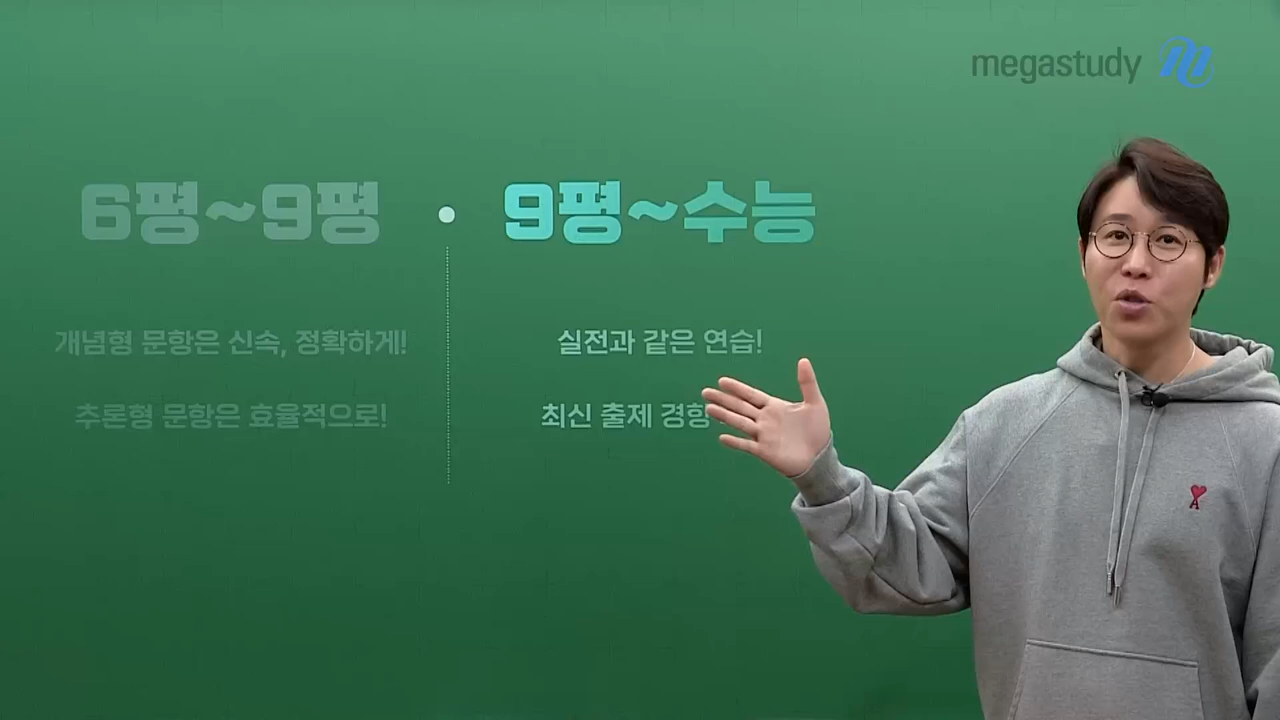 megastudy
6평~9평
9평~수능
개념형 문항은 신속, 정확하게!
추론형 문항은 효율적으로!
실전과 같은 연습!
최신 출제 경향
A